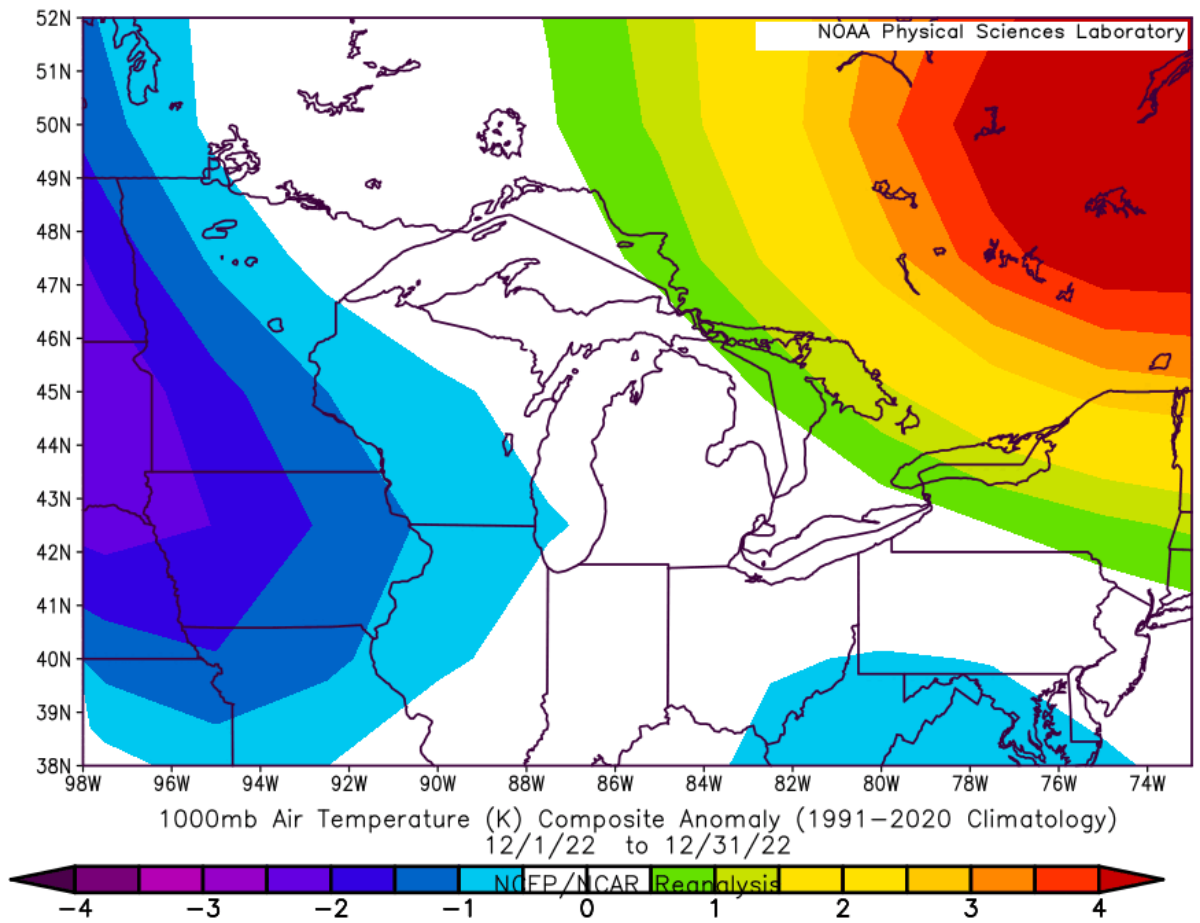 52N
NOAA Physical Sciences Laboratory
51N
50N
49N
48N
47N
46N
45N
44N
43N
42N
41N
40N
39N
38N
98W 96W 94W 92W 90W 88W 86W 84W 82W 80W 78W 76W 74W
1000mb Air Temperature (K) Composite Anomaly (1991-2020 Climatology)
12/1/22 to 12/31/22
NCEP/NCAR Reanalysis
-4 -3 -2 -1 0 1 2 3 4